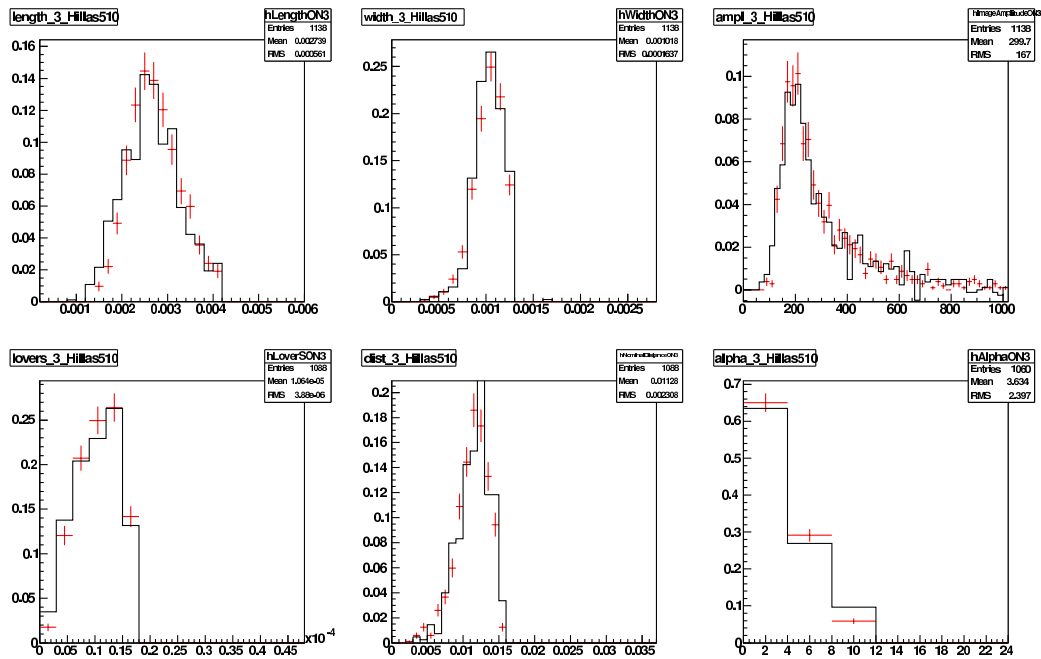 length_3_Hillas510
hLengthON3
Entries 1138
Mean 0.002739
RMS 0.000561
0.16
0.14
0.12
0.1
0.08
0.06
0.04
0.02
0
0 0.001 0.002 0.003 0.004 0.005 0.006
width_3_Hillas510
hWidthON3
Entries 1138
Mean 0.001018
RMS 0.0001637
0.25
0.2
0.15
0.1
0.05
0
0 0.0005 0.001 0.0015 0.002 0.0025
ampl_3_Hillas510
hImageAmplitudeON3
Entries 1138
Mean 299.7
RMS 167
0.1
0.08
0.06
0.04
0.02
0
0 200 400 600 800 1000
lovers_3_Hillas510
hLoverSON3
Entries 1088
Mean 1.064e-05
RMS 3.88e-06
0.25
0.2
0.15
0.1
0.05
0 0.05 0.1 0.15 0.2 0.25 0.3 0.35 0.4 0.45
x10⁻⁴
dist_3_Hillas510
hNominalDistanceON3
Entries 1088
Mean 0.01128
RMS 0.002308
0.2
0.18
0.16
0.14
0.12
0.1
0.08
0.06
0.04
0.02
0
0 0.005 0.01 0.015 0.02 0.025 0.03 0.035
alpha_3_Hillas510
hAlphaON3
Entries 1060
Mean 3.634
RMS 2.397
0.7
0.6
0.5
0.4
0.3
0.2
0.1
0
0 2 4 6 8 10 12 14 16 18 20 22 24